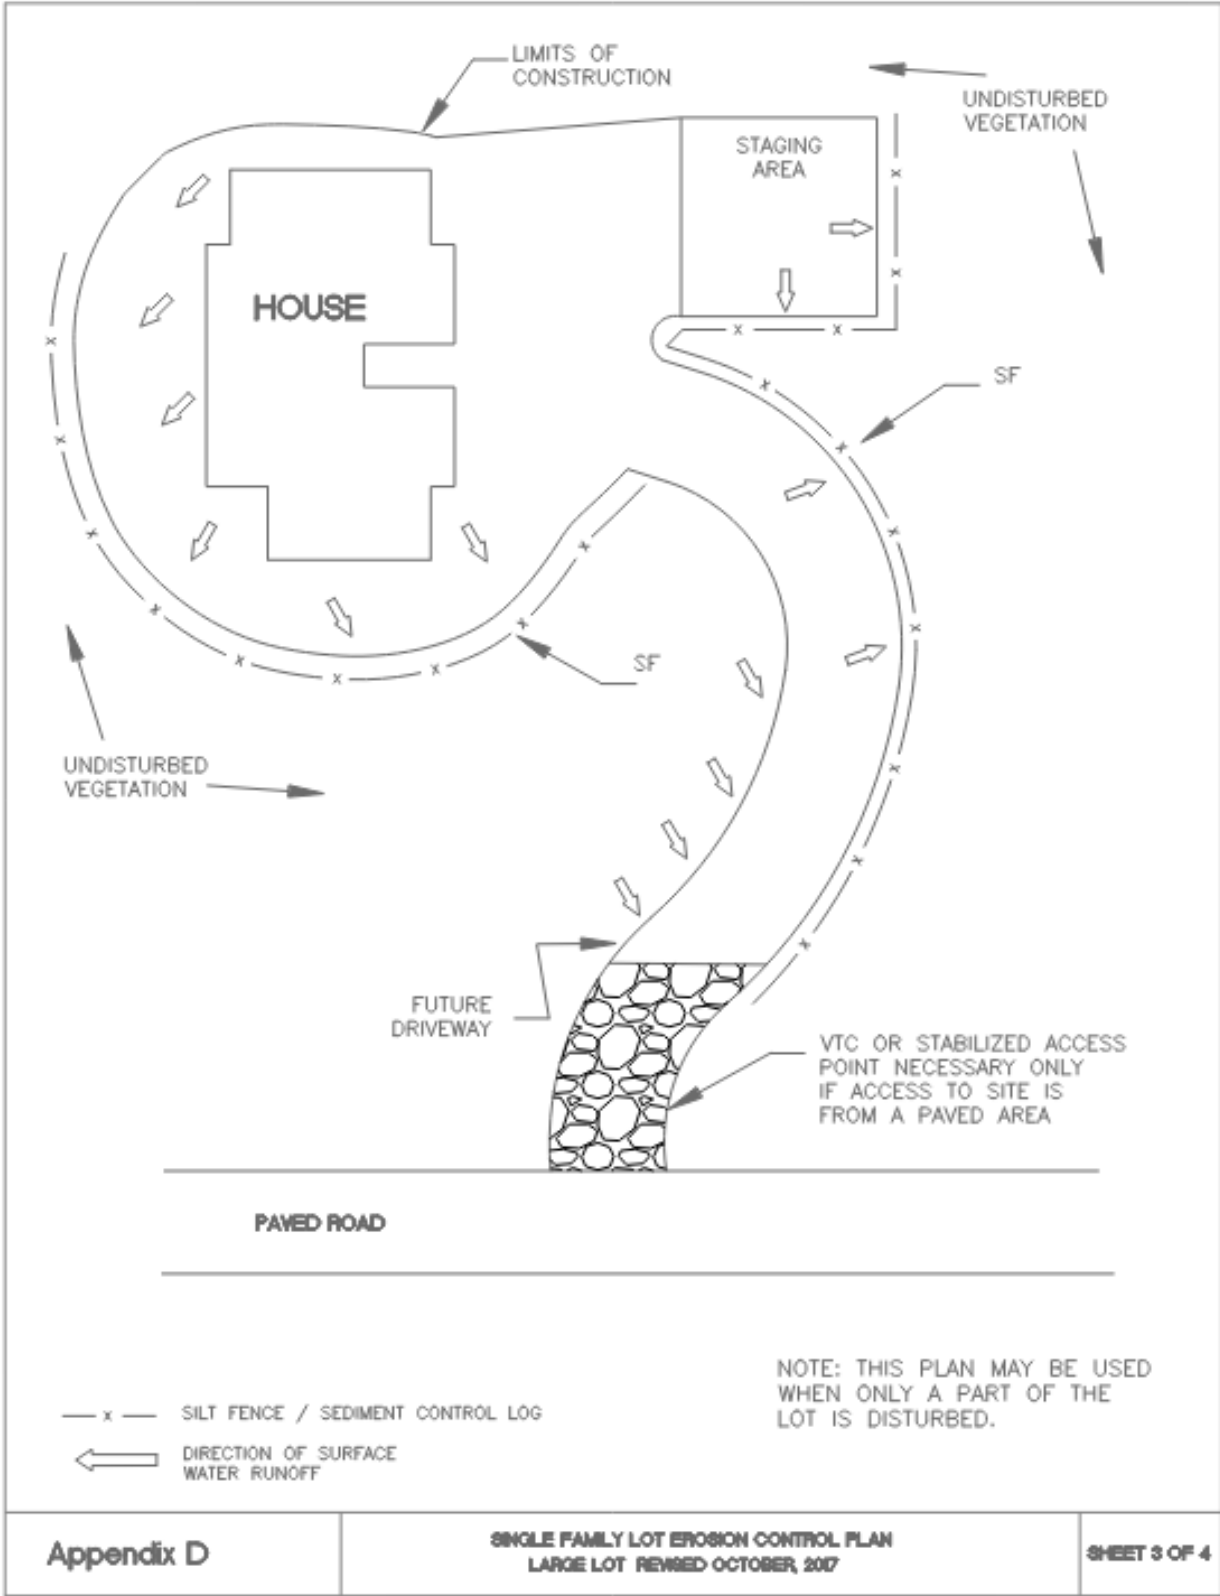 LIMITS OF
CONSTRUCTION
UNDISTURBED
VEGETATION
STAGING
AREA
HOUSE
SF
SF
UNDISTURBED
VEGETATION
FUTURE
DRIVEWAY
VTC OR STABILIZED ACCESS
POINT NECESSARY ONLY
IF ACCESS TO SITE IS
FROM A PAVED AREA
PAVED ROAD
NOTE: THIS PLAN MAY BE USED
WHEN ONLY A PART OF THE
LOT IS DISTURBED.
x SILT FENCE / SEDIMENT CONTROL LOG
DIRECTION OF SURFACE
WATER RUNOFF
Appendix D
SINGLE FAMILY LOT EROSION CONTROL PLAN
LARGE LOT REVISED OCTOBER, 2017
SHEET 3 OF 4